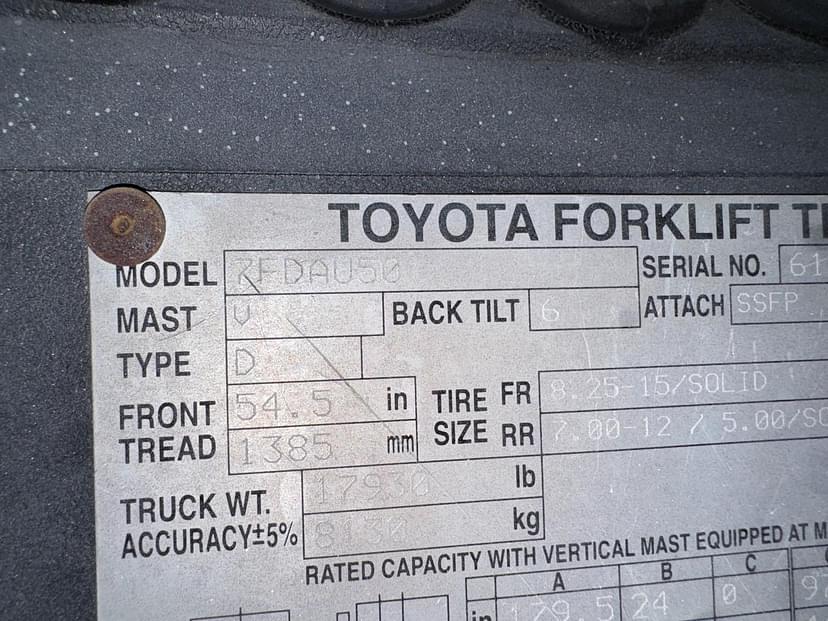 TOYOTA FORKLIFT
MODEL 7FDAU50 SERIAL NO. 61
MAST V BACK TILT 6 ATTACH SSFP
TYPE D
FRONT TREAD 54.5 in 1385 mm
TIRE SIZE FR 8.25-15/SOLID
RR 7.00-12 / 5.00/SO
TRUCK WT. 17930 lb
ACCURACY±5% 8130 kg
RATED CAPACITY WITH VERTICAL MAST EQUIPPED AT M
A B C
in 179.5 24 0